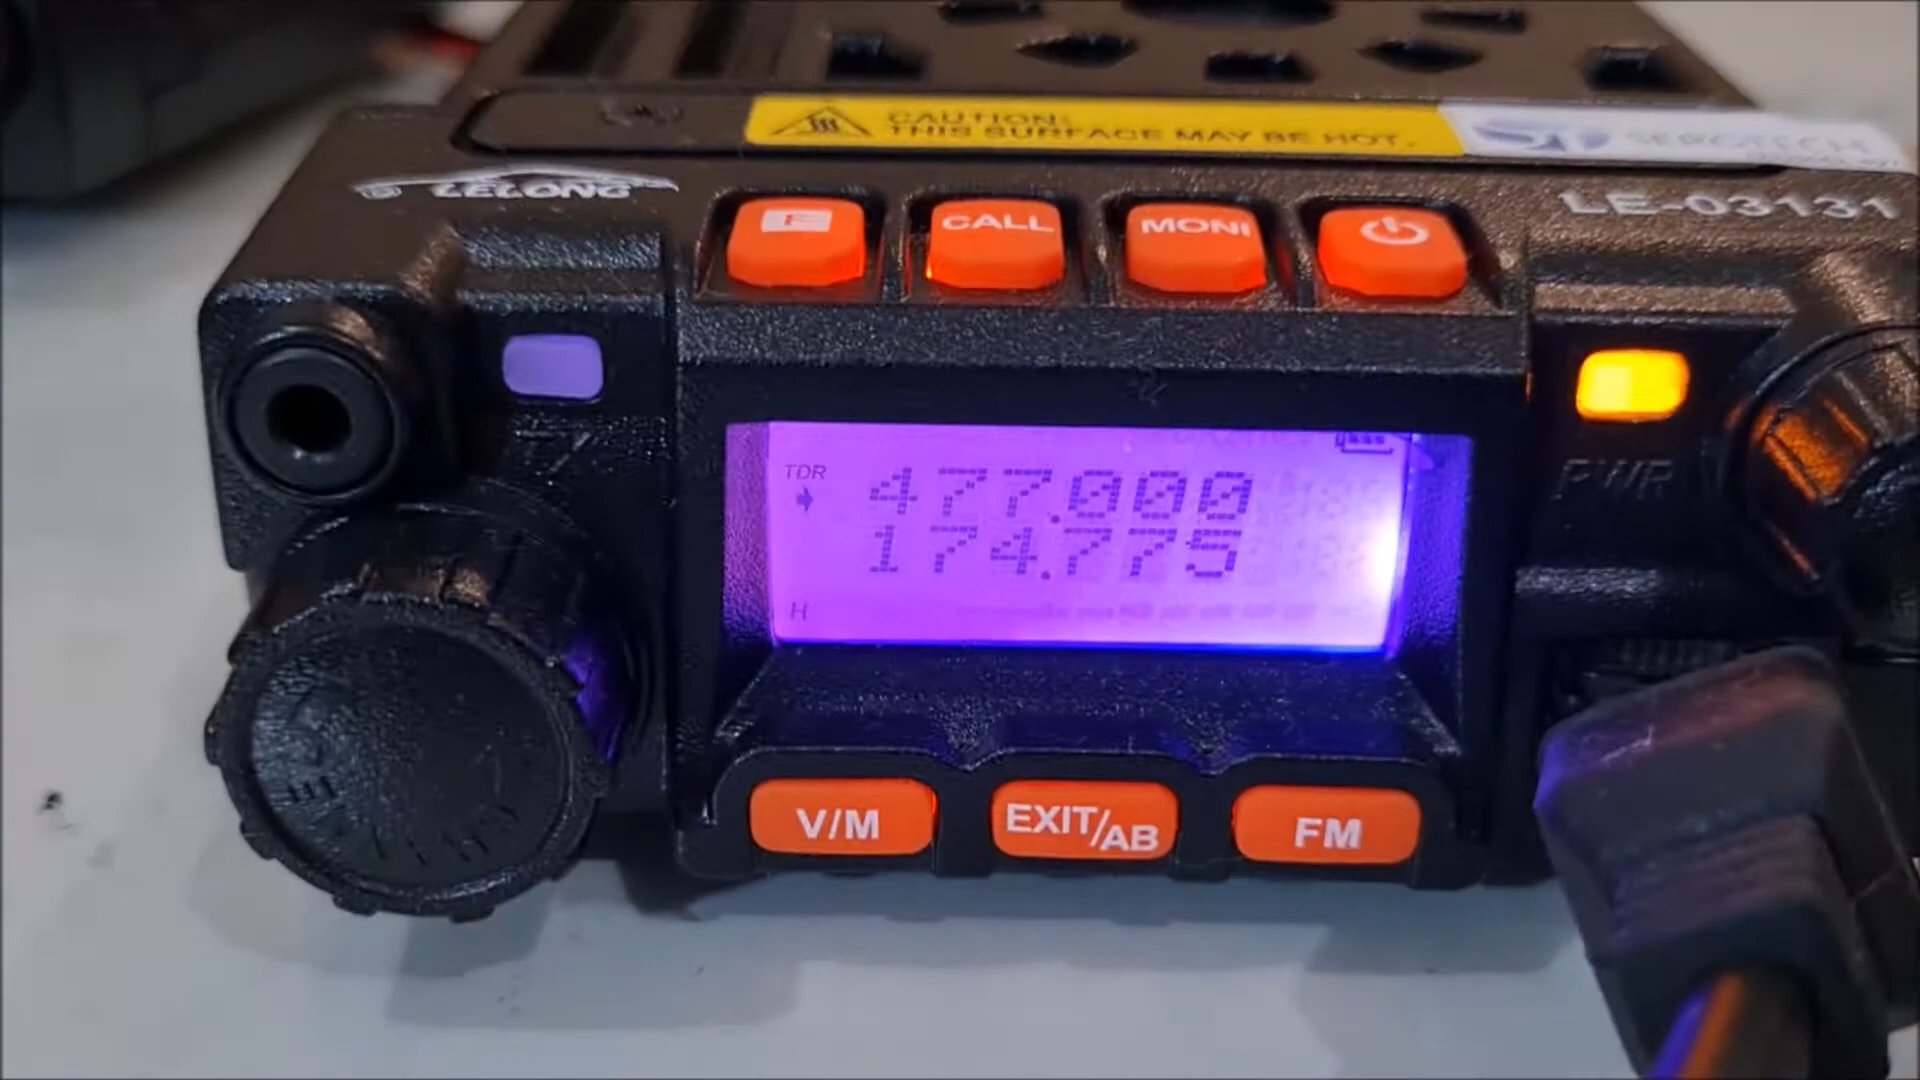 CAUTION:
THIS SURFACE MAY BE HOT.
LELONG
LE-03131
F
CALL
MONI
PWR
TDR
477.000
174.775
H
V/M
EXIT/AB
FM